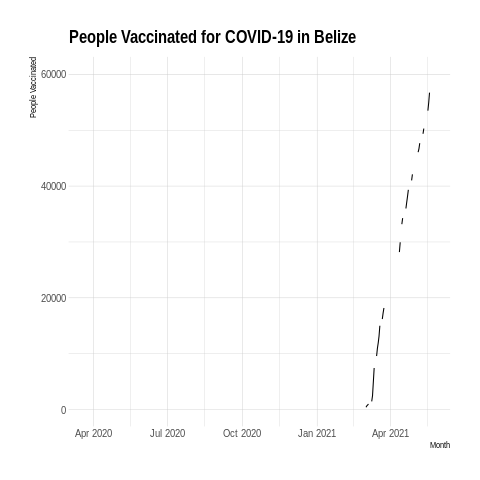 People Vaccinated for COVID-19 in Belize
People Vaccinated
60000
40000
20000
0
Apr 2020 Jul 2020 Oct 2020 Jan 2021 Apr 2021
Month